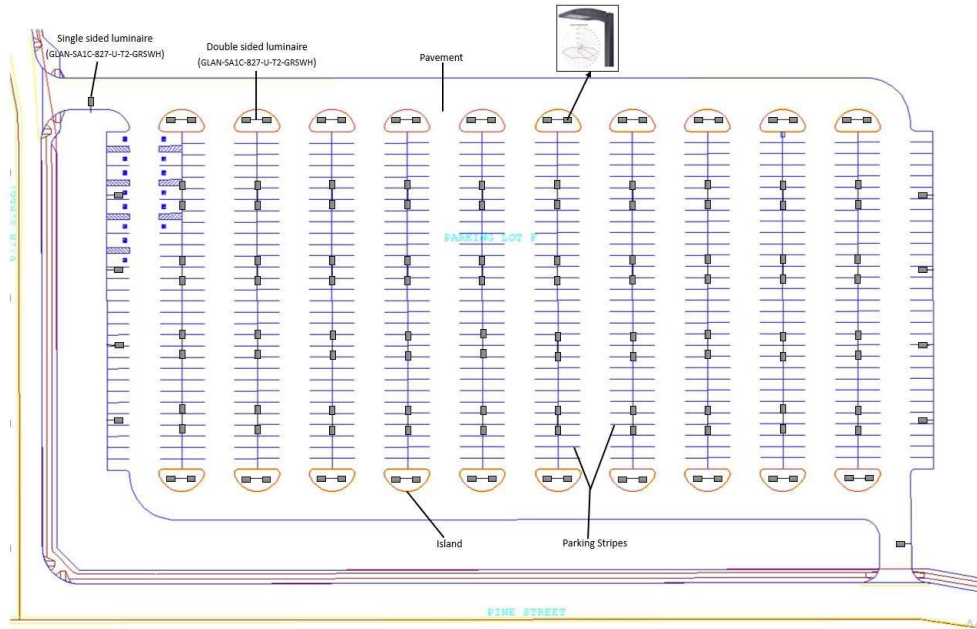 Single sided luminaire
(GLAN-SA1C-827-U-T2-GRSWH)
Double sided luminaire
(GLAN-SA1C-827-U-T2-GRSWH)
Pavement
PARKING LOT F
Island
Parking Stripes
PINE STREET